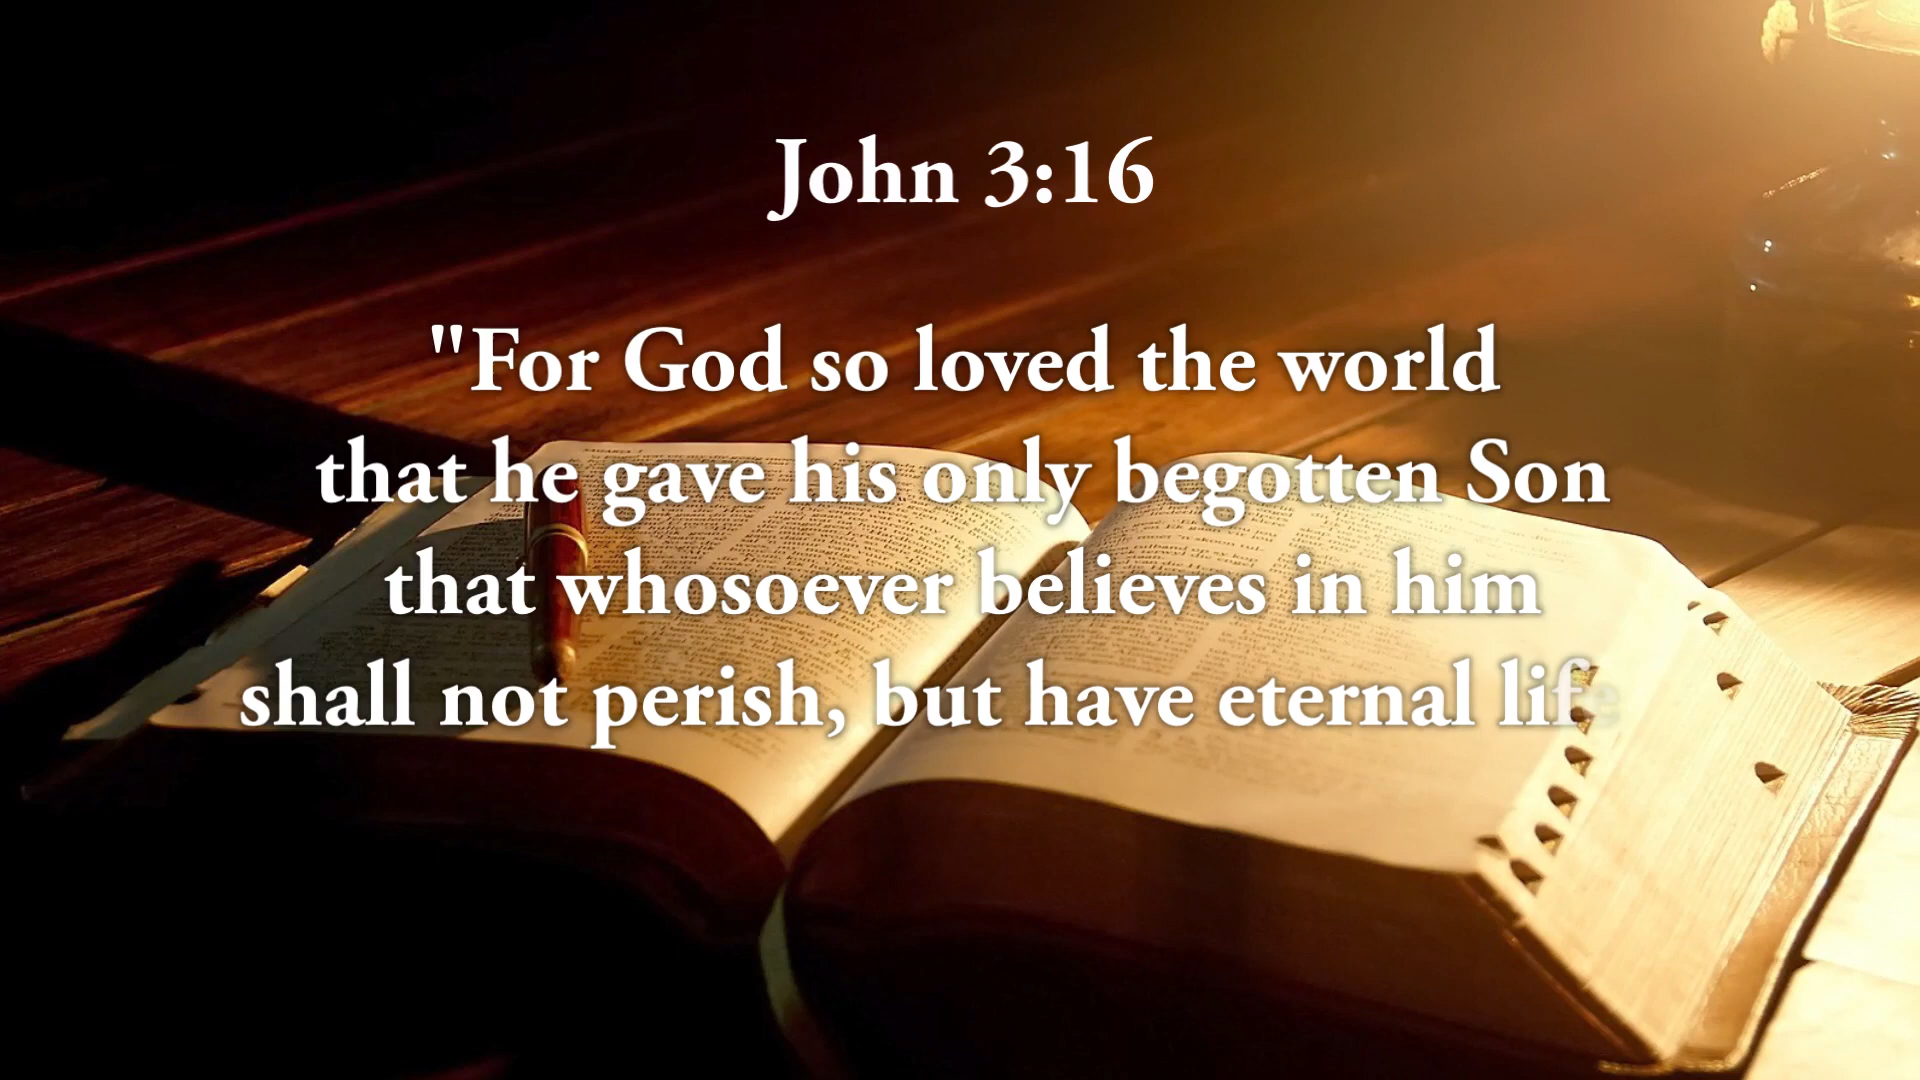 John 3:16
"For God so loved the world
that he gave his only begotten Son
that whosoever believes in him
shall not perish, but have eternal life